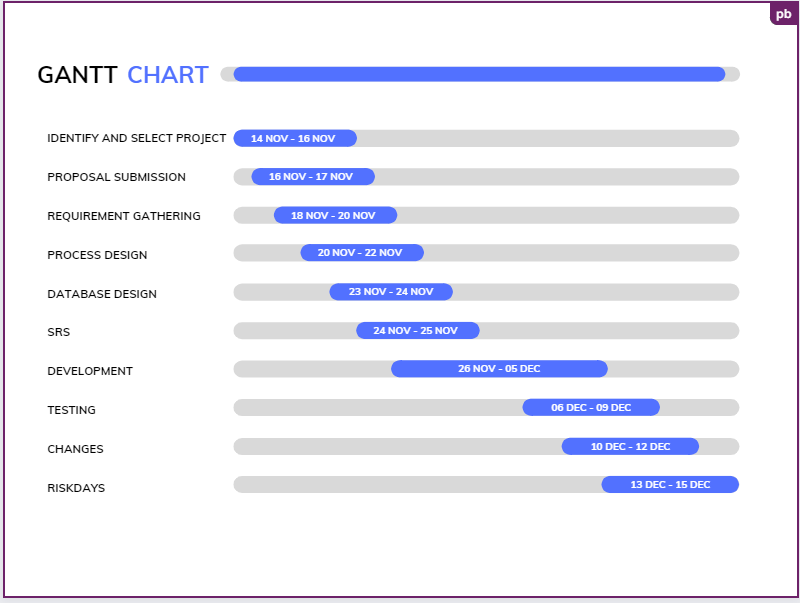 pb
GANTT CHART
IDENTIFY AND SELECT PROJECT 14 NOV - 16 NOV
PROPOSAL SUBMISSION 16 NOV - 17 NOV
REQUIREMENT GATHERING 18 NOV - 20 NOV
PROCESS DESIGN 20 NOV - 22 NOV
DATABASE DESIGN 23 NOV - 24 NOV
SRS 24 NOV - 25 NOV
DEVELOPMENT 26 NOV - 05 DEC
TESTING 06 DEC - 09 DEC
CHANGES 10 DEC - 12 DEC
RISKDAYS 13 DEC - 15 DEC